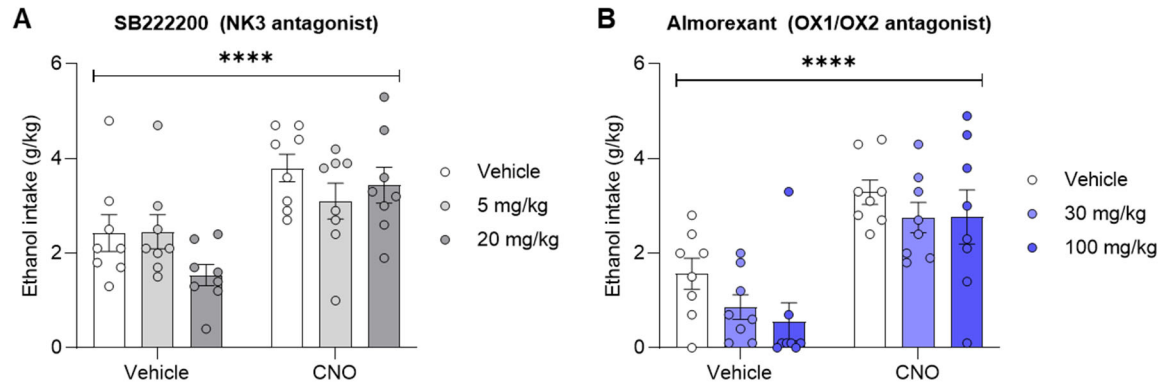 A
SB222200 (NK3 antagonist)
****
Ethanol intake (g/kg)
6
4
2
0
Vehicle
CNO
Vehicle
5 mg/kg
20 mg/kg
B
Almorexant (OX1/OX2 antagonist)
****
Ethanol intake (g/kg)
6
4
2
0
Vehicle
CNO
Vehicle
30 mg/kg
100 mg/kg